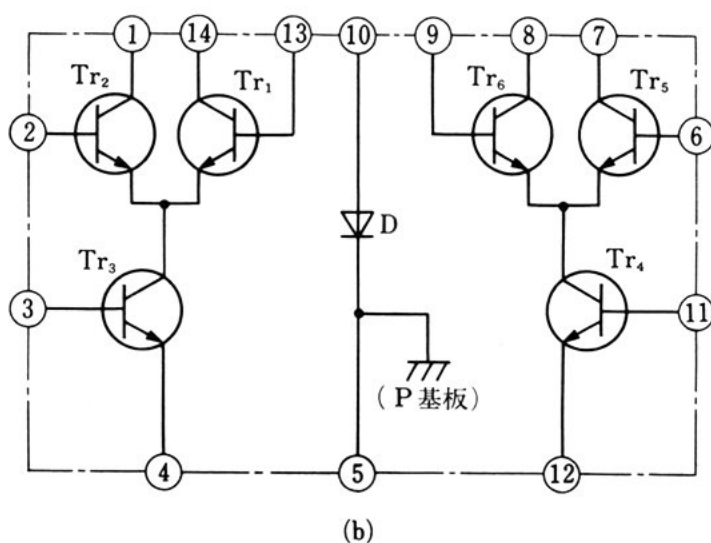 ① ⑭ ⑬ ⑩ ⑨ ⑧ ⑦
Tr₂ Tr₁ Tr₆ Tr₅
② ⑥
D
Tr₃ Tr₄
③ ⑪
(P基板)
④ ⑤ ⑫
(b)